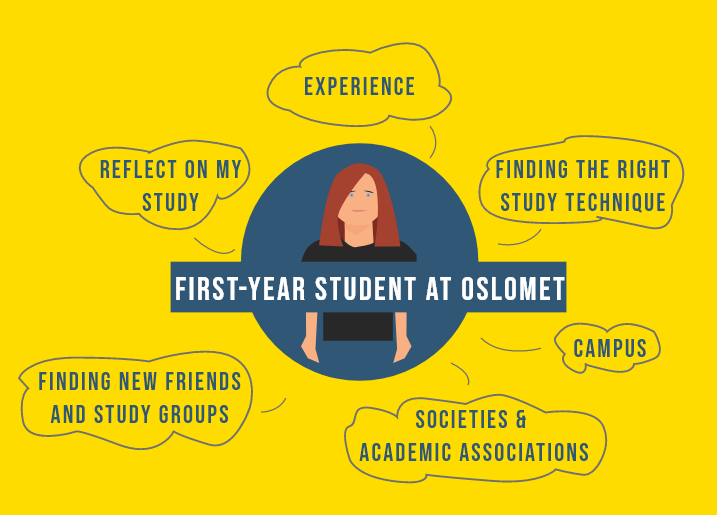 EXPERIENCE
REFLECT ON MY
STUDY
FINDING THE RIGHT
STUDY TECHNIQUE
FIRST-YEAR STUDENT AT OSLOMET
CAMPUS
FINDING NEW FRIENDS
AND STUDY GROUPS
SOCIETIES &
ACADEMIC ASSOCIATIONS